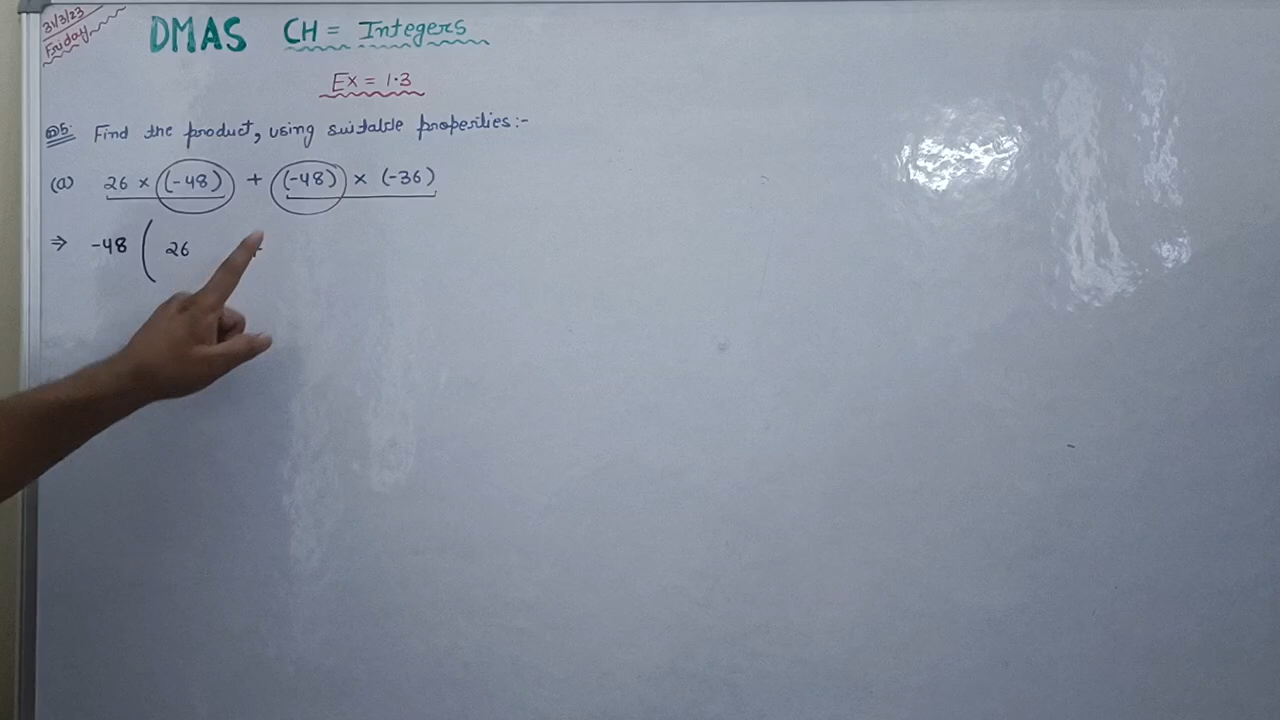 31/3/23
Friday
DMAS CH = Integers
Ex = 1.3
Q5. Find the product, using suitable properties:-
(a) 26 × (-48) + (-48) × (-36)
⇒ -48 ( 26 +